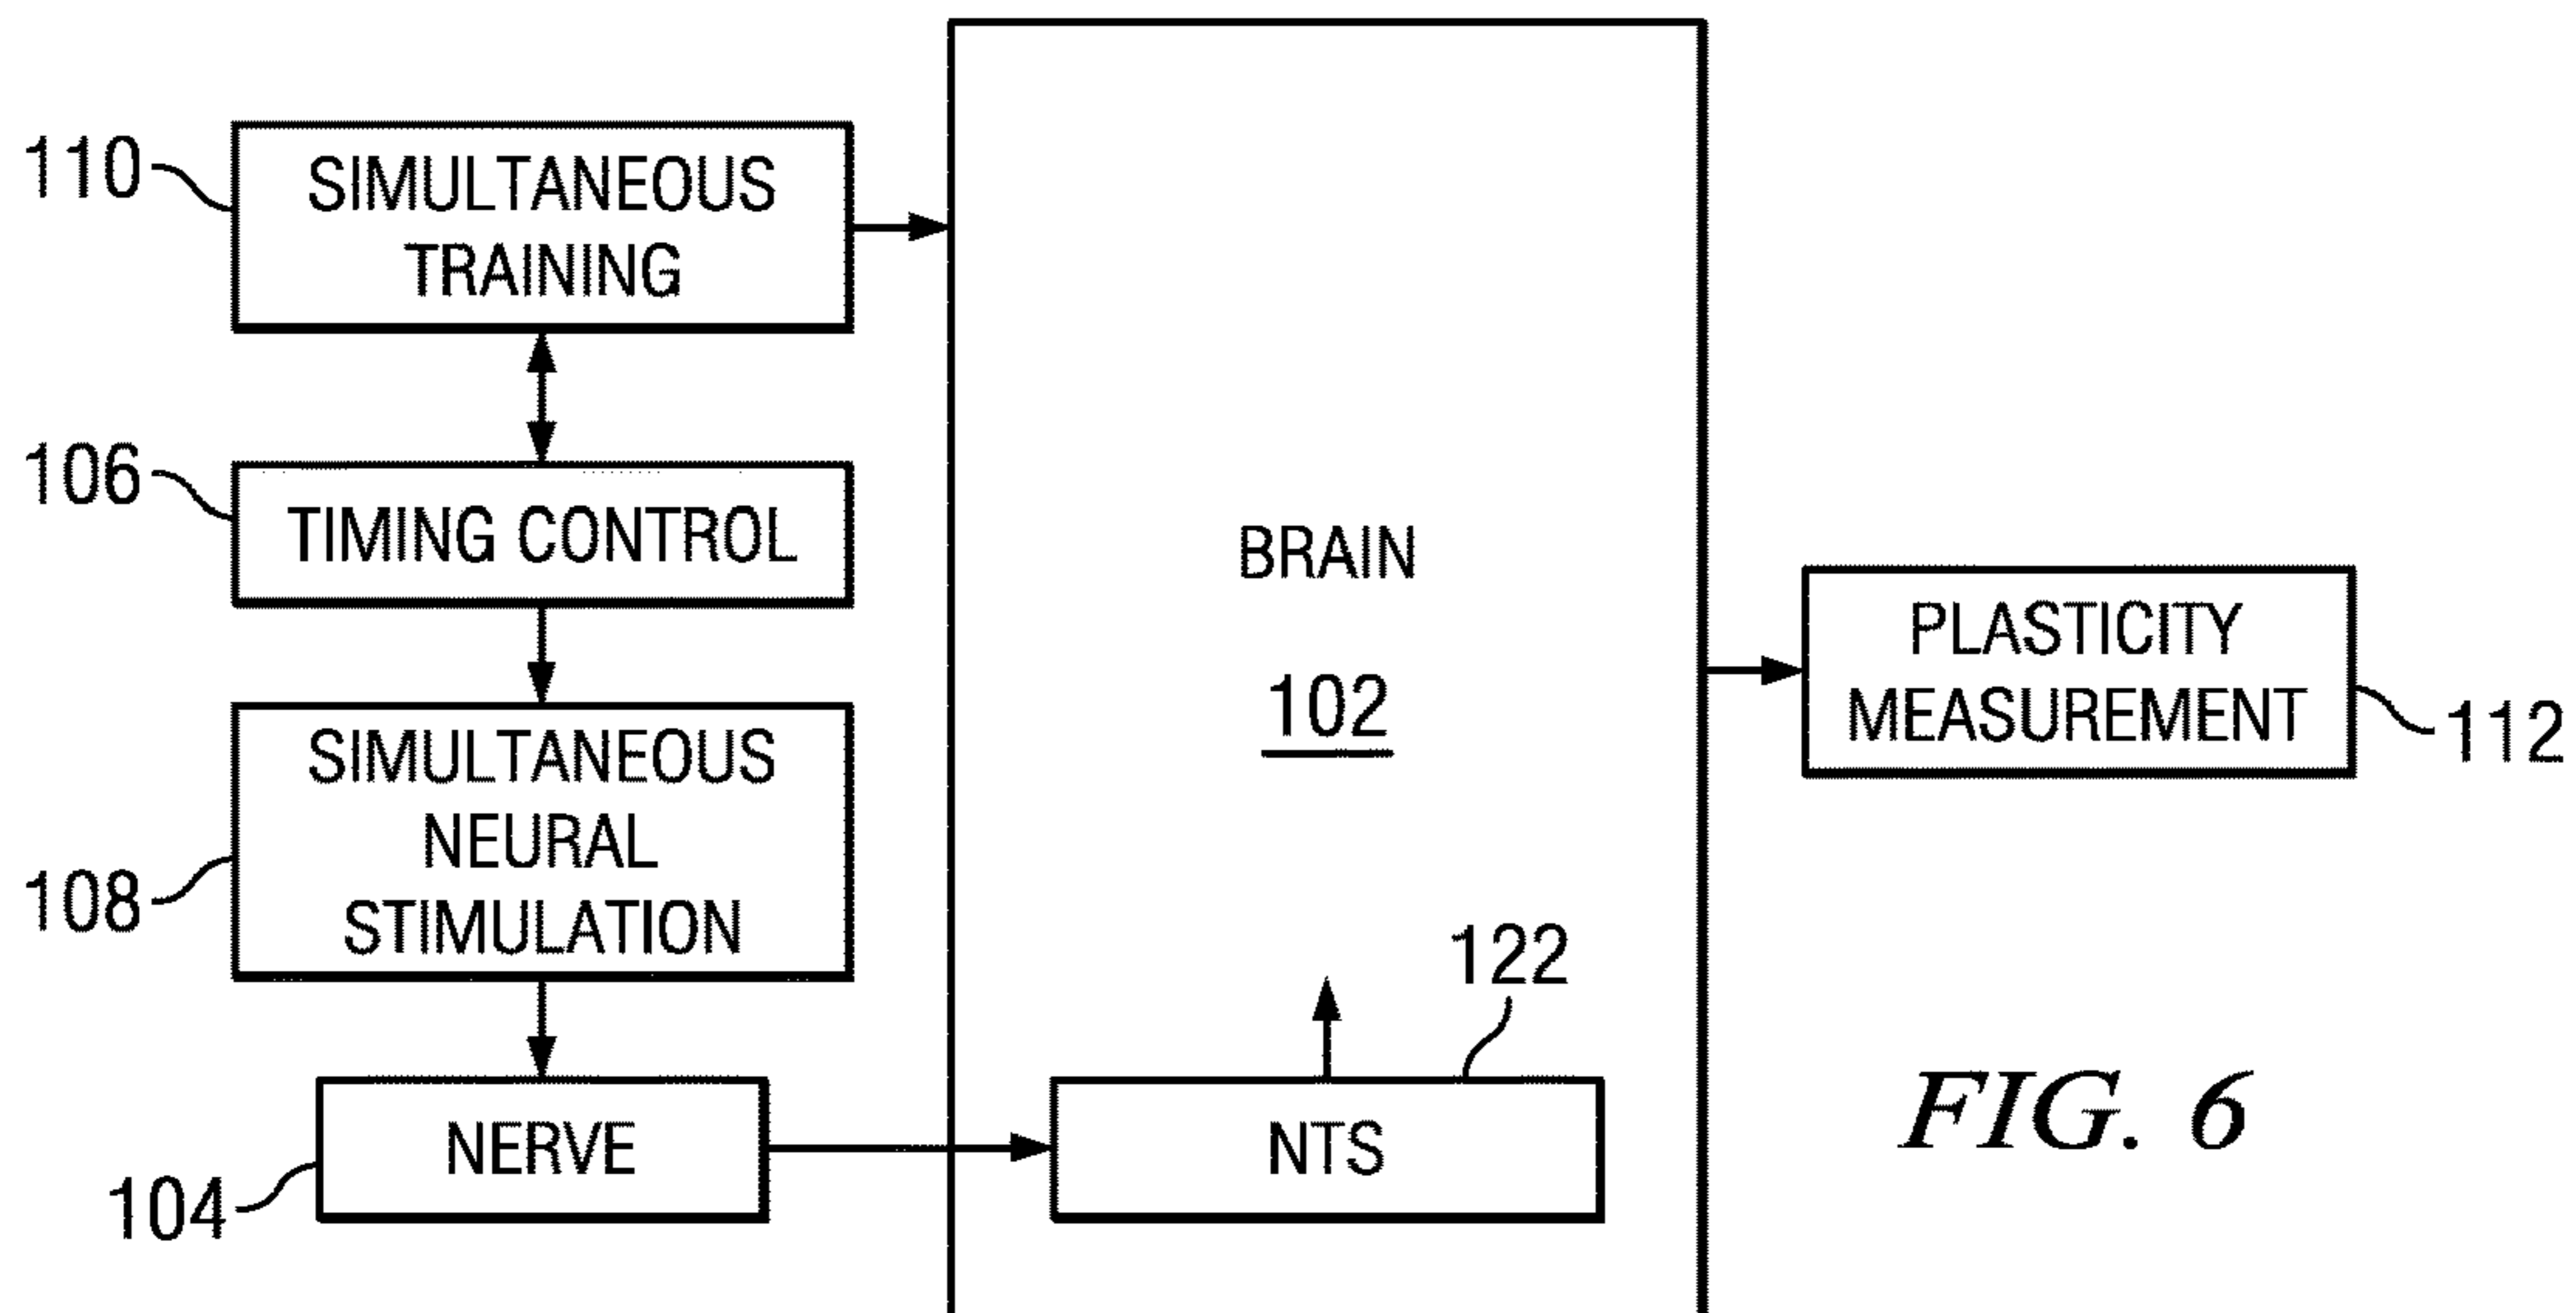 110
SIMULTANEOUS
TRAINING
106
TIMING CONTROL
108
SIMULTANEOUS
NEURAL
STIMULATION
104
NERVE
BRAIN
102
122
NTS
PLASTICITY
MEASUREMENT
112
FIG. 6